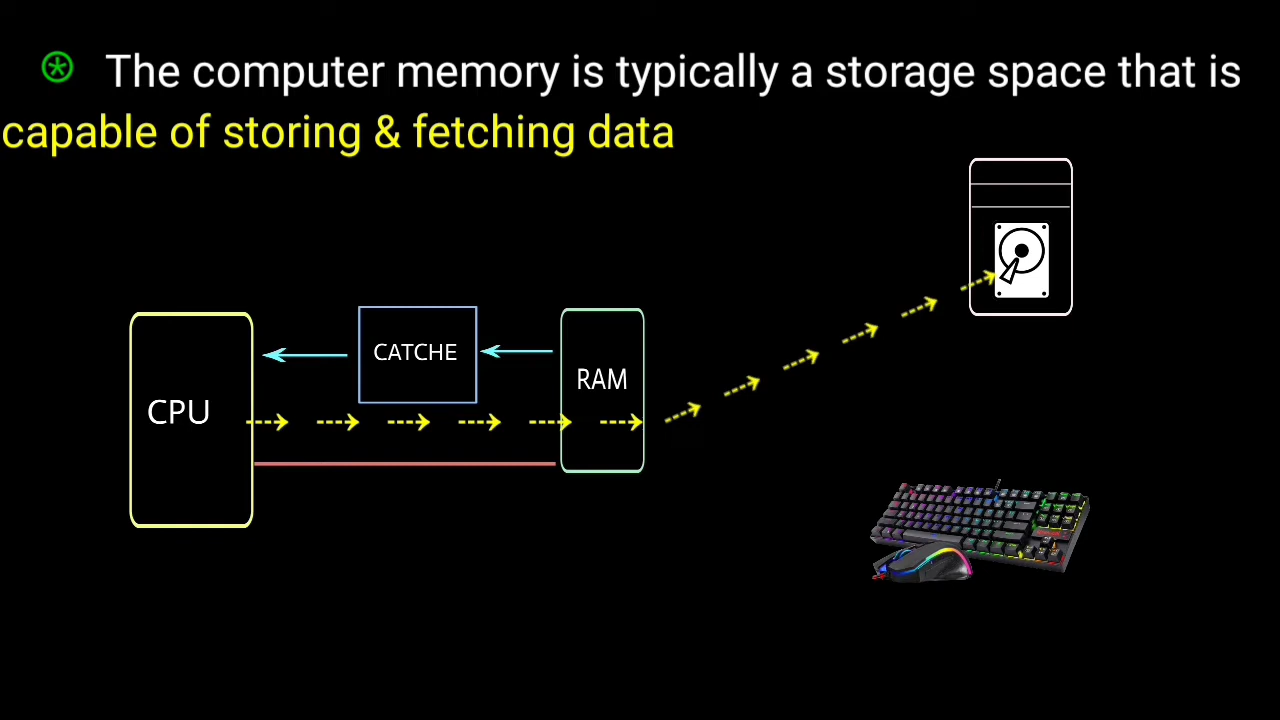 The computer memory is typically a storage space that is
capable of storing & fetching data
CATCHE
RAM
CPU